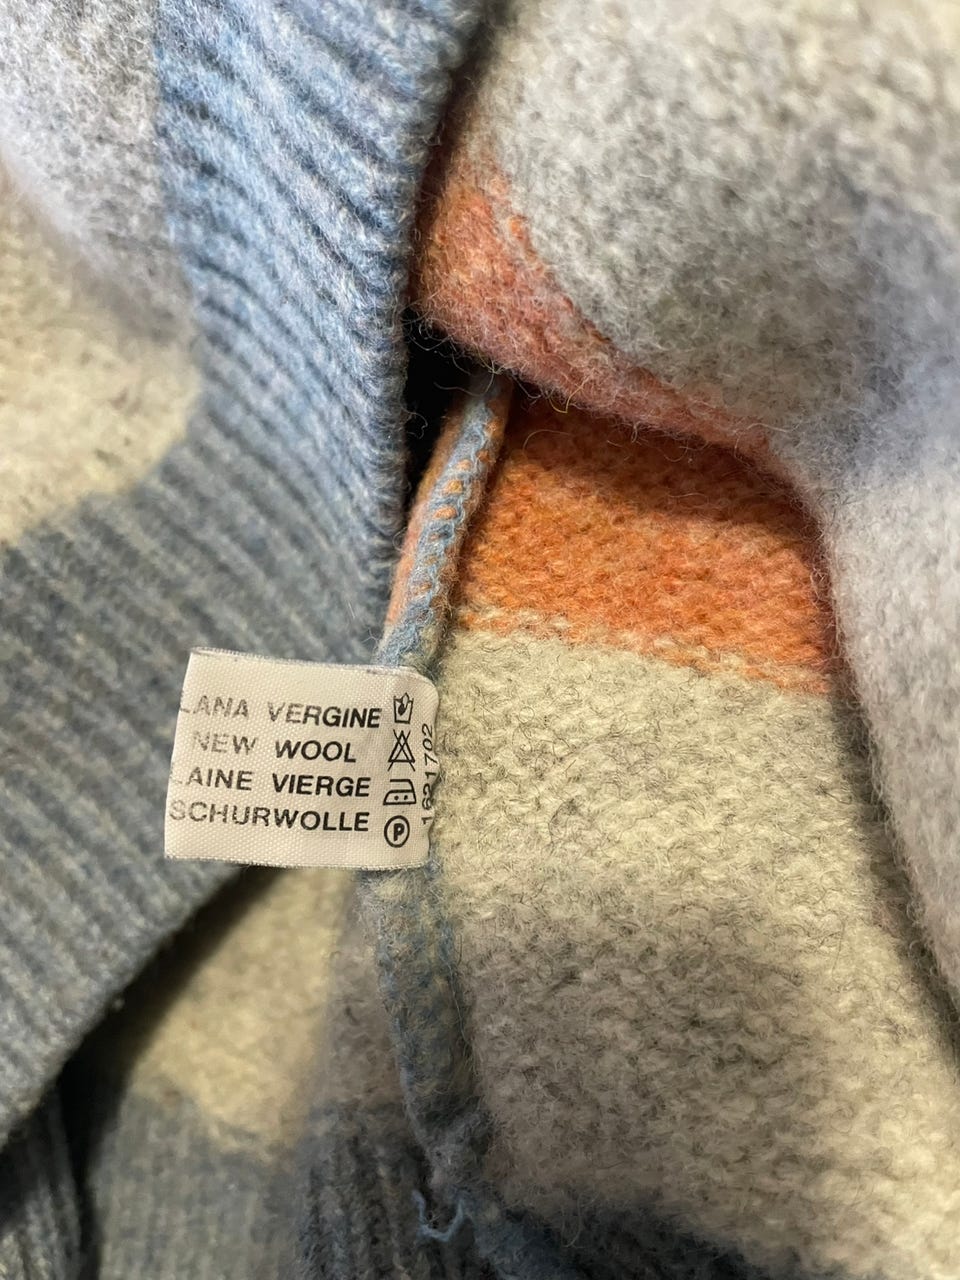 LANA VERGINE
NEW WOOL
LAINE VIERGE
SCHURWOLLE
P
1621702